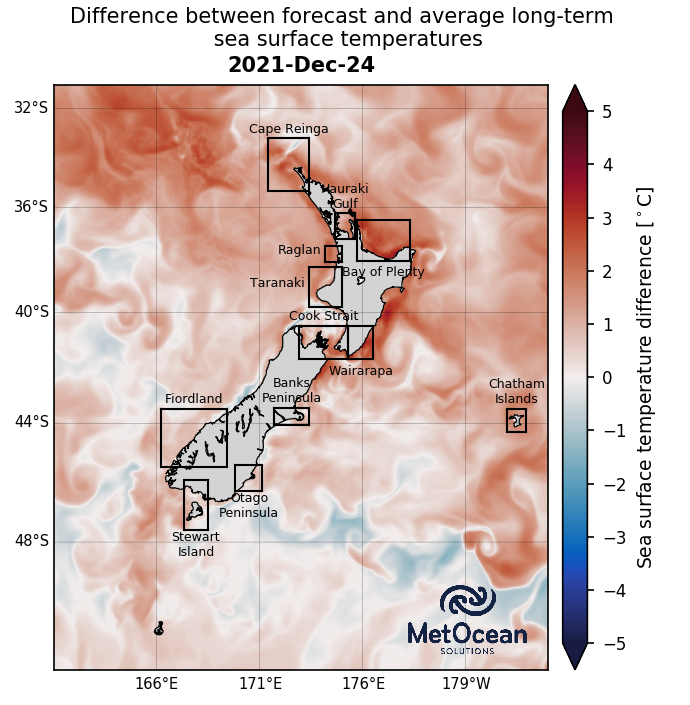 Difference between forecast and average long-term
sea surface temperatures
2021-Dec-24
32°S
36°S
40°S
44°S
48°S
166°E
171°E
176°E
179°W
Cape Reinga
Hauraki
Gulf
Raglan
Bay of Plenty
Taranaki
Cook Strait
Wairarapa
Banks
Peninsula
Fiordland
Chatham
Islands
Otago
Peninsula
Stewart
Island
MetOcean
SOLUTIONS
5
4
3
2
1
0
−1
−2
−3
−4
−5
Sea surface temperature difference [°C]